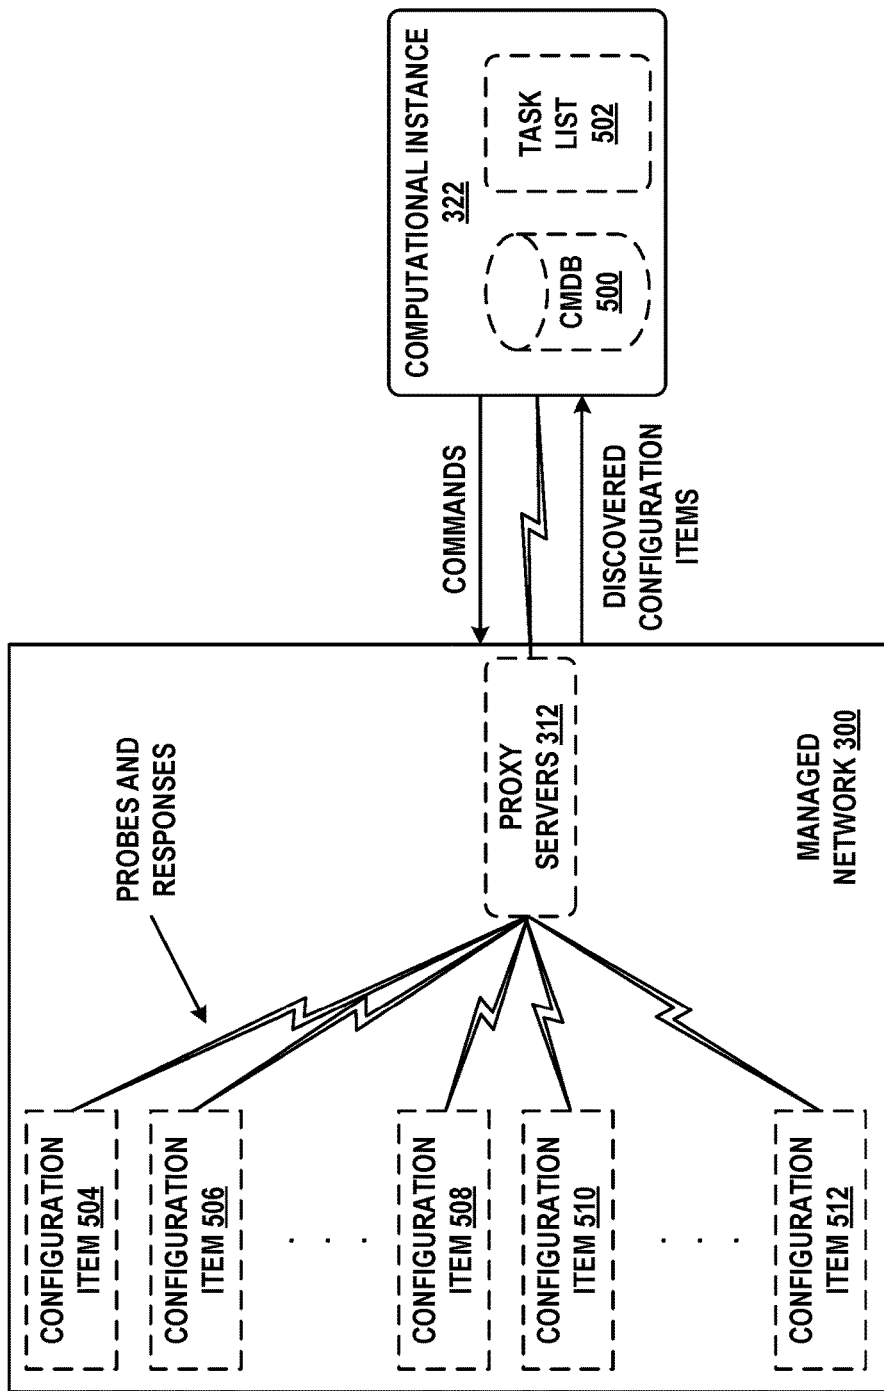 COMPUTATIONAL INSTANCE
322
CMDB
500
TASK
LIST
502
COMMANDS
DISCOVERED
CONFIGURATION
ITEMS
PROBES AND
RESPONSES
PROXY
SERVERS 312
MANAGED
NETWORK 300
CONFIGURATION
ITEM 504
CONFIGURATION
ITEM 506
. . .
CONFIGURATION
ITEM 508
CONFIGURATION
ITEM 510
. . .
CONFIGURATION
ITEM 512